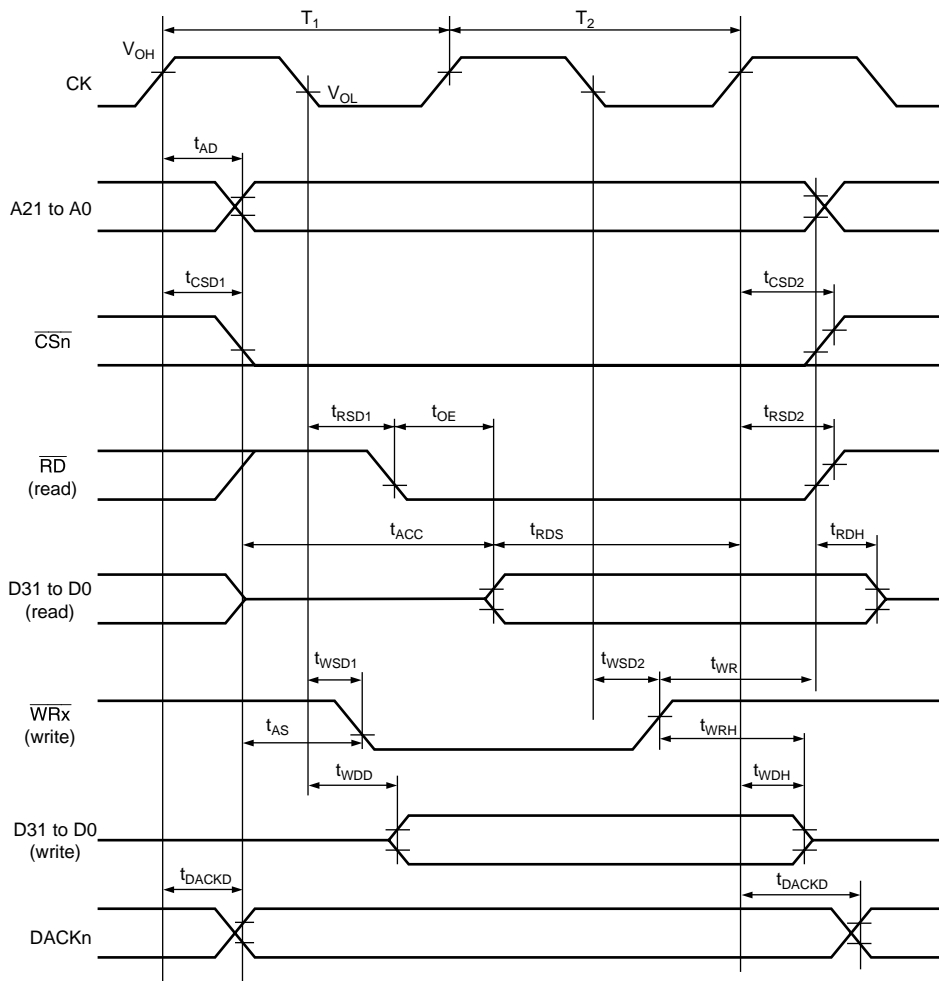 T1 T2
VOH
CK
VOL
tAD
A21 to A0
tCSD1 tCSD2
CSn
tRSD1 tOE tRSD2
RD
(read)
tACC tRDS tRDH
D31 to D0
(read)
tWSD1 tWSD2 tWR
WRx
(write)
tAS tWRH
tWDD tWDH
D31 to D0
(write)
tDACKD tDACKD
DACKn